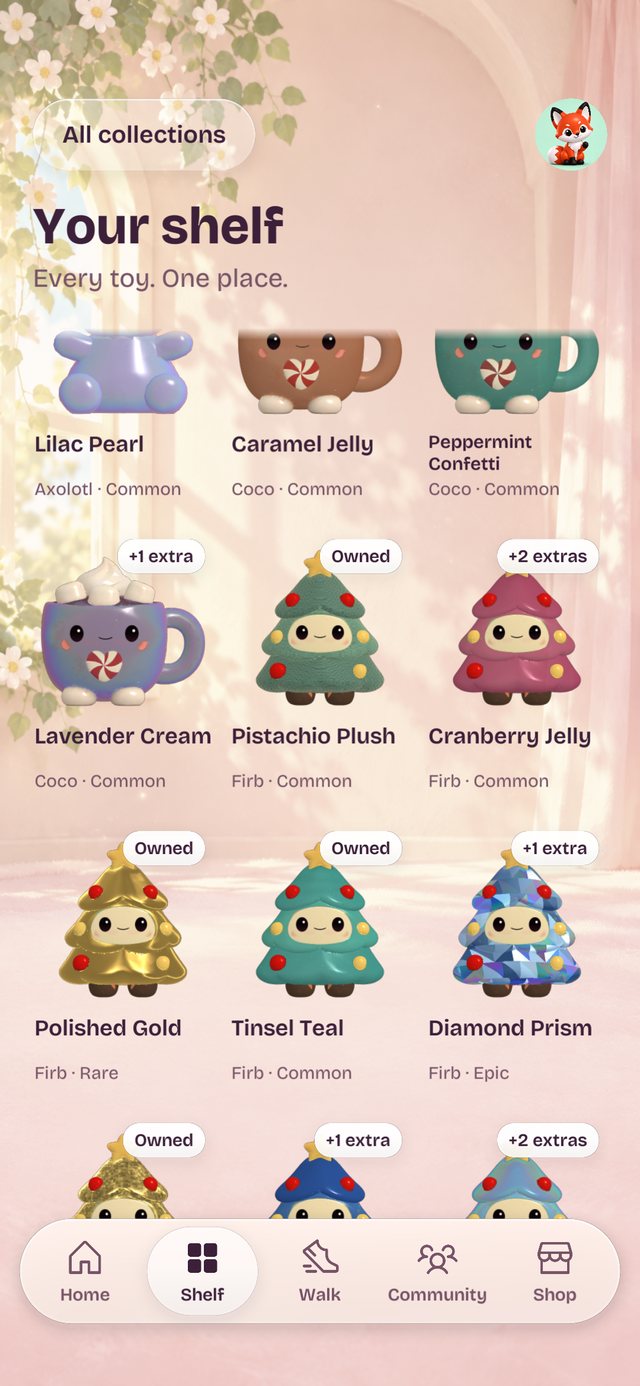 All collections
Your shelf
Every toy. One place.
Lilac Pearl
Axolotl · Common
Caramel Jelly
Coco · Common
Peppermint
Confetti
Coco · Common
+1 extra
Owned
+2 extras
Lavender Cream
Coco · Common
Pistachio Plush
Firb · Common
Cranberry Jelly
Firb · Common
Owned
Owned
+1 extra
Polished Gold
Firb · Rare
Tinsel Teal
Firb · Common
Diamond Prism
Firb · Epic
Owned
+1 extra
+2 extras
Home
Shelf
Walk
Community
Shop